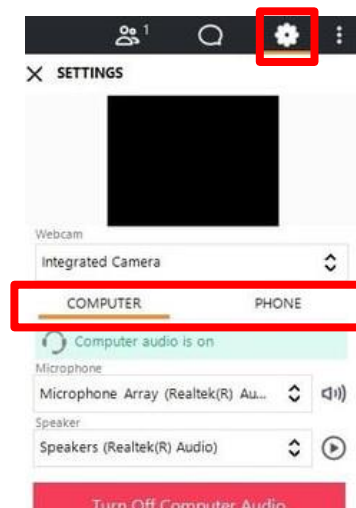 1
SETTINGS
Webcam
Integrated Camera
COMPUTER PHONE
Computer audio is on
Microphone
Microphone Array (Realtek(R) Au...
Speaker
Speakers (Realtek(R) Audio)
Turn Off Computer Audio